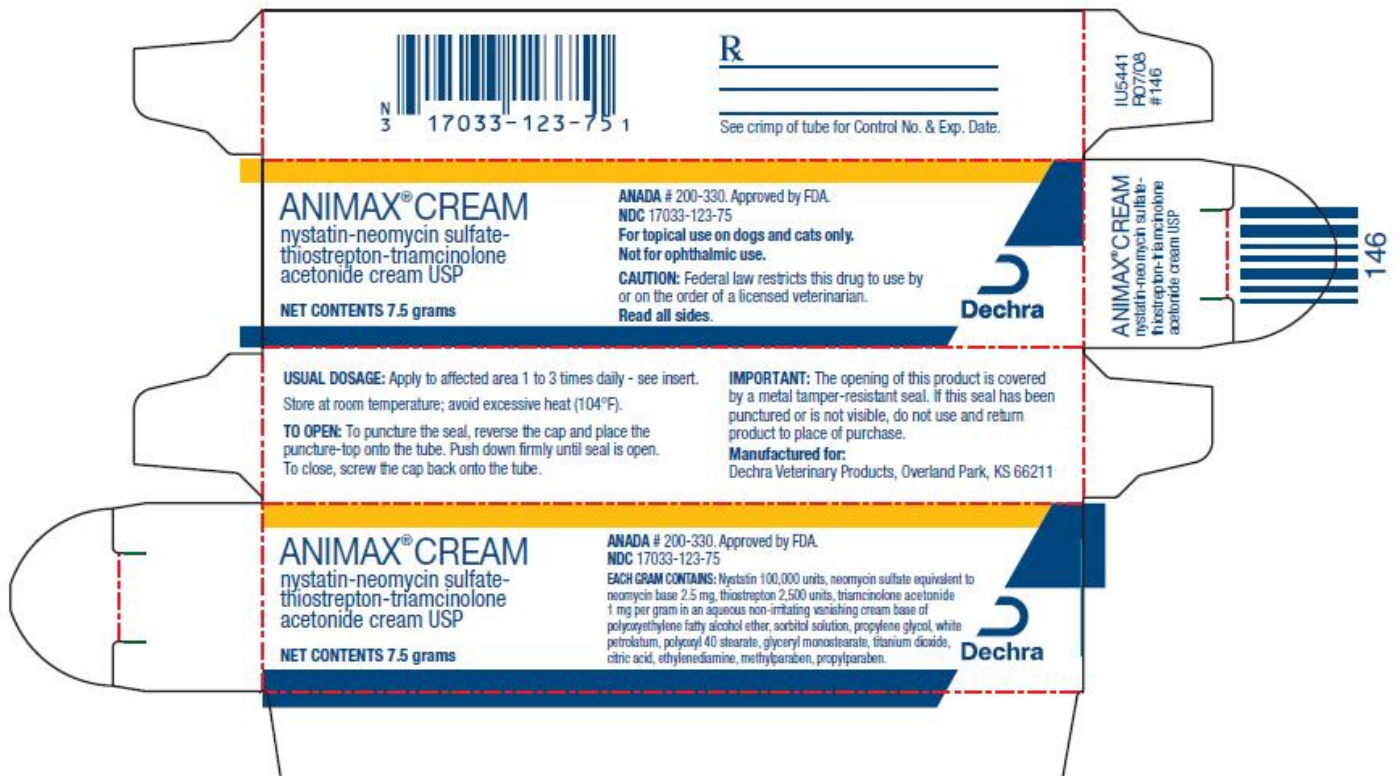 N
3 17033-123-75 1
Rx
See crimp of tube for Control No. & Exp. Date.
IU5441
R07/08
#146
ANIMAX® CREAM
nystatin-neomycin sulfate-
thiostrepton-triamcinolone
acetonide cream USP
NET CONTENTS 7.5 grams
ANADA # 200-330. Approved by FDA.
NDC 17033-123-75
For topical use on dogs and cats only.
Not for ophthalmic use.
CAUTION: Federal law restricts this drug to use by
or on the order of a licensed veterinarian.
Read all sides.
Dechra
ANIMAX® CREAM
nystatin-neomycin sulfate-
thiostrepton-triamcinolone
acetonide cream USP
146
USUAL DOSAGE: Apply to affected area 1 to 3 times daily - see insert.
Store at room temperature; avoid excessive heat (104°F).
TO OPEN: To puncture the seal, reverse the cap and place the
puncture-top onto the tube. Push down firmly until seal is open.
To close, screw the cap back onto the tube.
IMPORTANT: The opening of this product is covered
by a metal tamper-resistant seal. If this seal has been
punctured or is not visible, do not use and return
product to place of purchase.
Manufactured for:
Dechra Veterinary Products, Overland Park, KS 66211
ANIMAX® CREAM
nystatin-neomycin sulfate-
thiostrepton-triamcinolone
acetonide cream USP
NET CONTENTS 7.5 grams
ANADA # 200-330. Approved by FDA.
NDC 17033-123-75
EACH GRAM CONTAINS: Nystatin 100,000 units, neomycin sulfate equivalent to
neomycin base 2.5 mg, thiostrepton 2,500 units, triamcinolone acetonide
1 mg per gram in an aqueous non-irritating vanishing cream base of
polyoxyethylene fatty alcohol ether, sorbitol solution, propylene glycol, white
petrolatum, polyoxyl 40 stearate, glyceryl monostearate, titanium dioxide,
citric acid, ethylenediamine, methylparaben, propylparaben.
Dechra